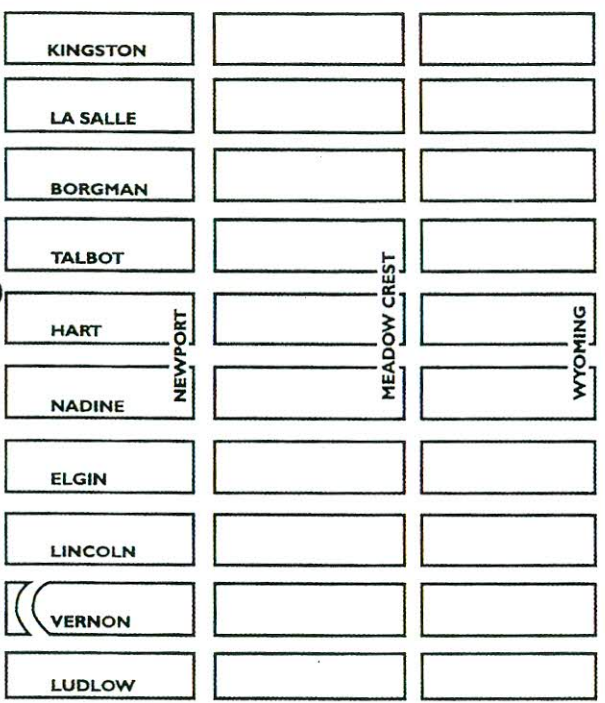 KINGSTON
LA SALLE
BORGMAN
TALBOT
HART
NEWPORT
MEADOW CREST
WYOMING
NADINE
ELGIN
LINCOLN
VERNON
LUDLOW